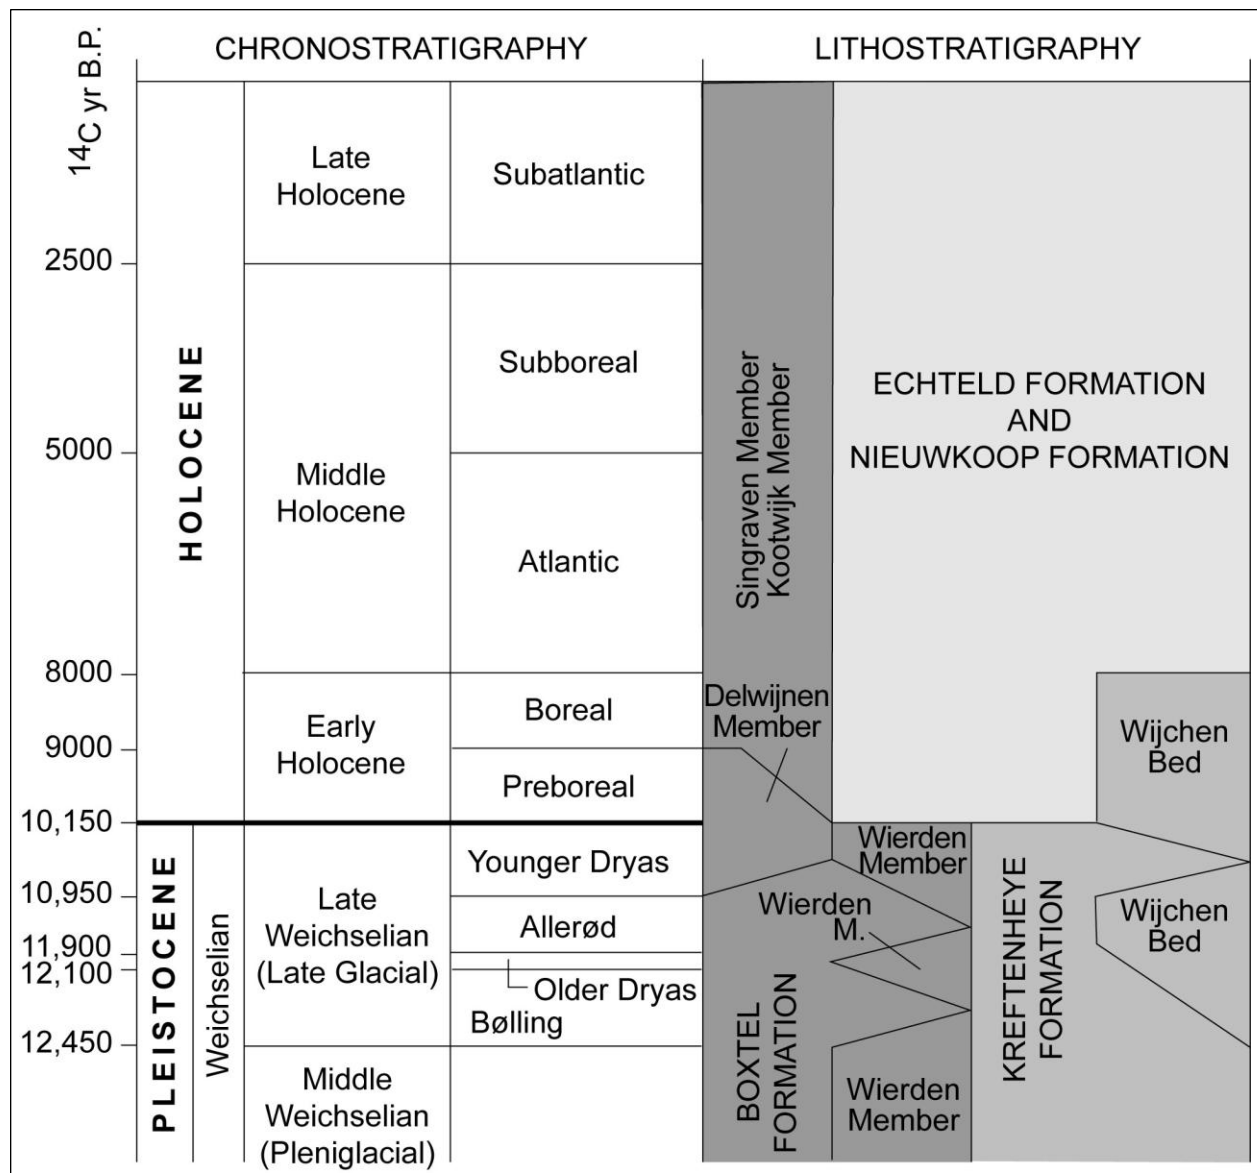 CHRONOSTRATIGRAPHY
LITHOSTRATIGRAPHY
14C yr B.P.
2500
5000
8000
9000
10,150
10,950
11,900
12,100
12,450
HOLOCENE
PLEISTOCENE
Weichselian
Late
Holocene
Middle
Holocene
Early
Holocene
Late
Weichselian
(Late Glacial)
Middle
Weichselian
(Pleniglacial)
Subatlantic
Subboreal
Atlantic
Boreal
Preboreal
Younger Dryas
Allerød
Older Dryas
Bølling
Singraven Member
Kootwijk Member
Delwijnen
Member
BOXTEL
FORMATION
ECHTELD FORMATION
AND
NIEUWKOOP FORMATION
Wierden
Member
Wierden
M.
Wierden
Member
KREFTENHEYE
FORMATION
Wijchen
Bed
Wijchen
Bed